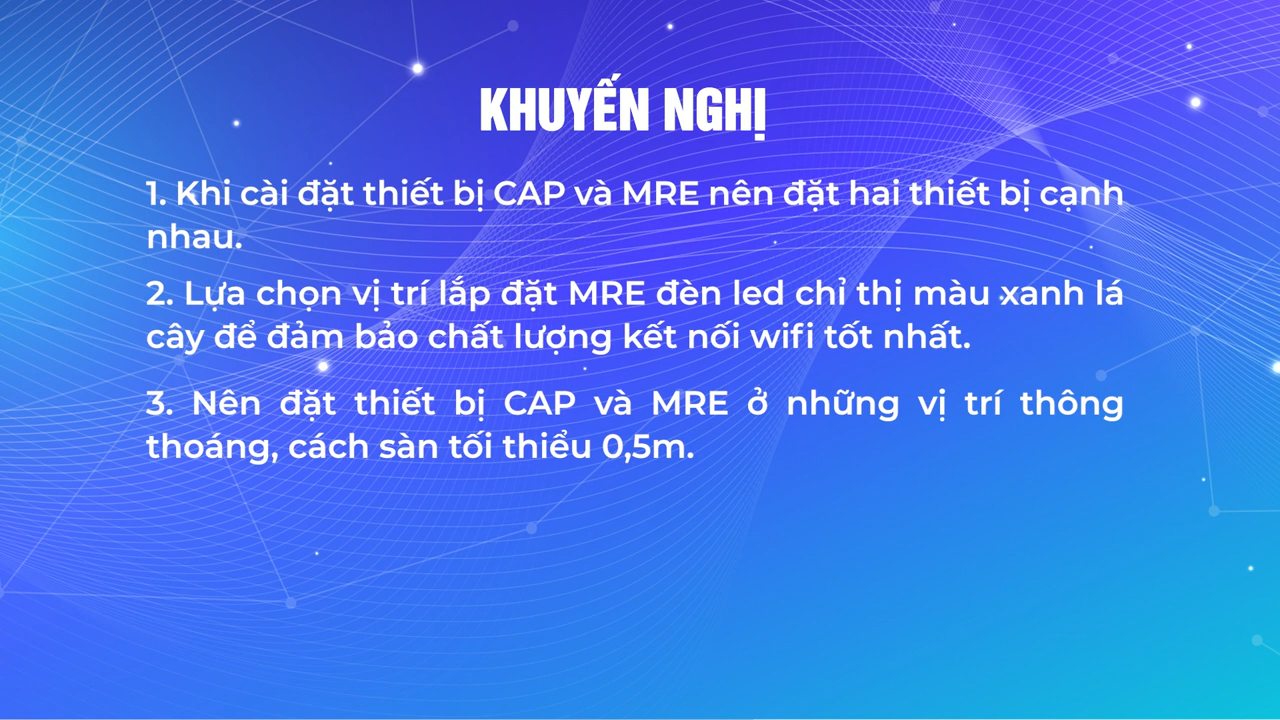 KHUYẾN NGHỊ
1. Khi cài đặt thiết bị CAP và MRE nên đặt hai thiết bị cạnh
nhau.
2. Lựa chọn vị trí lắp đặt MRE đèn led chỉ thị màu xanh lá
cây để đảm bảo chất lượng kết nối wifi tốt nhất.
3. Nên đặt thiết bị CAP và MRE ở những vị trí thông
thoáng, cách sàn tối thiểu 0,5m.